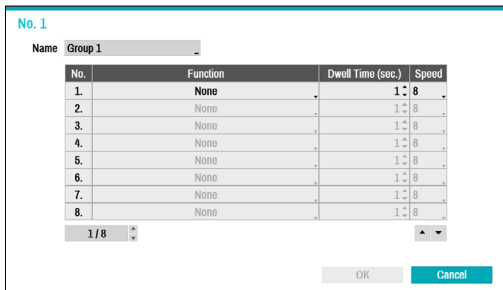 No. 1
Name Group 1
No. Function Dwell Time (sec.) Speed
1. None 1 8
2. None 1 8
3. None 1 8
4. None 1 8
5. None 1 8
6. None 1 8
7. None 1 8
8. None 1 8
1 / 8
OK Cancel